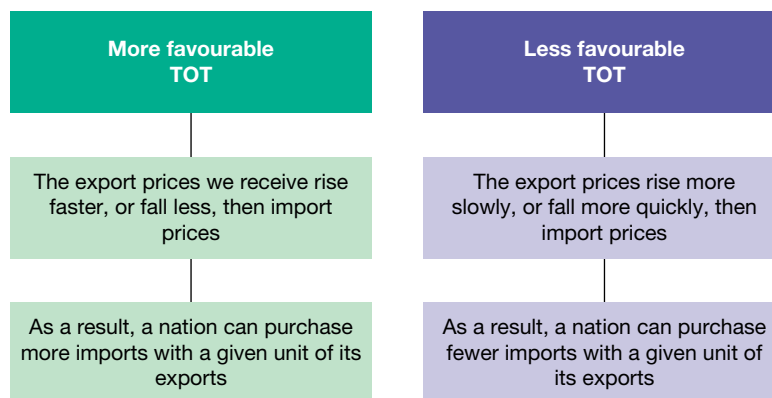 More favourable
TOT
The export prices we receive rise
faster, or fall less, then import
prices
As a result, a nation can purchase
more imports with a given unit of its
exports
Less favourable
TOT
The export prices rise more
slowly, or fall more quickly, then
import prices
As a result, a nation can purchase
fewer imports with a given unit of
its exports